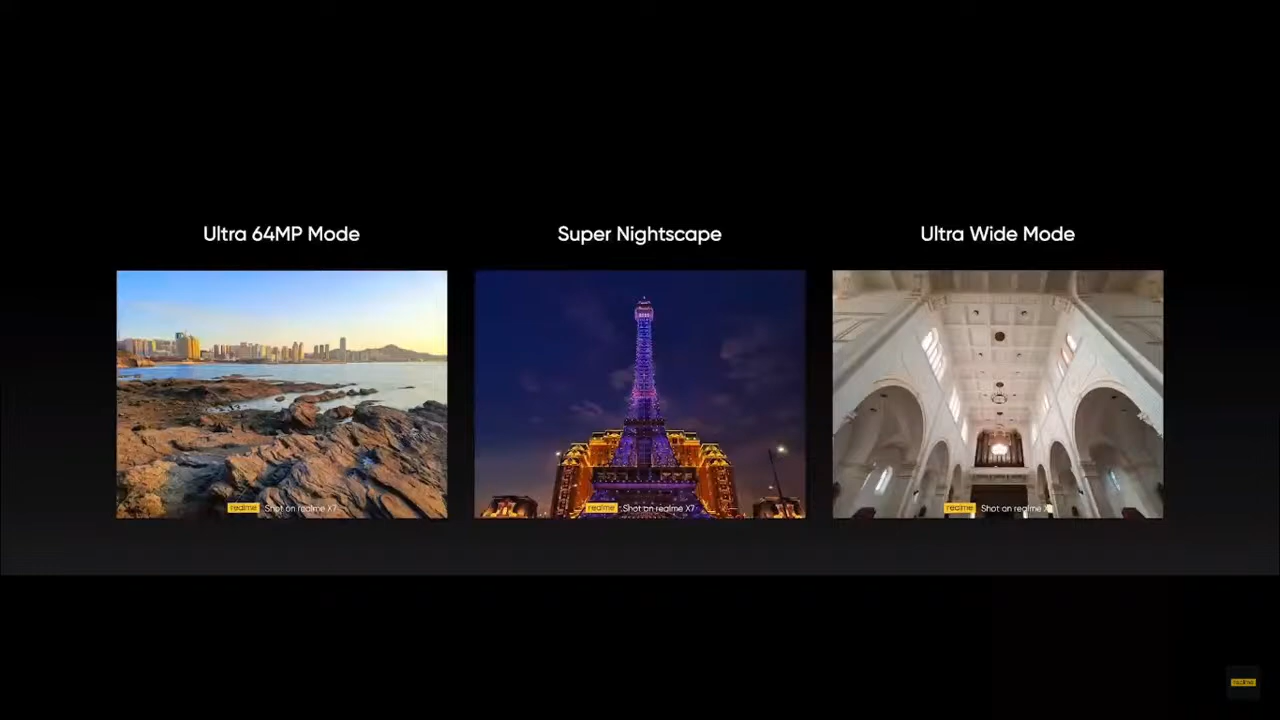 Ultra 64MP Mode
Super Nightscape
Ultra Wide Mode
realme Shot on realme X7
realme Shot on realme X7
realme Shot on realme X7
realme